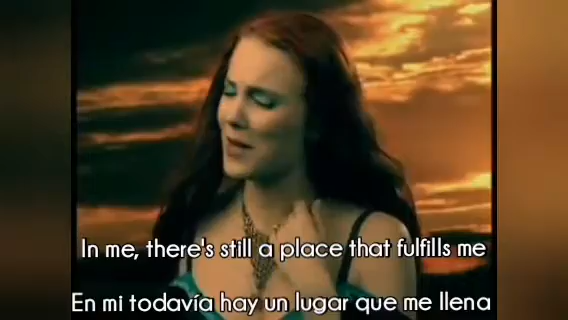 In me, there's still a place that fulfills me
En mi todavía hay un lugar que me llena